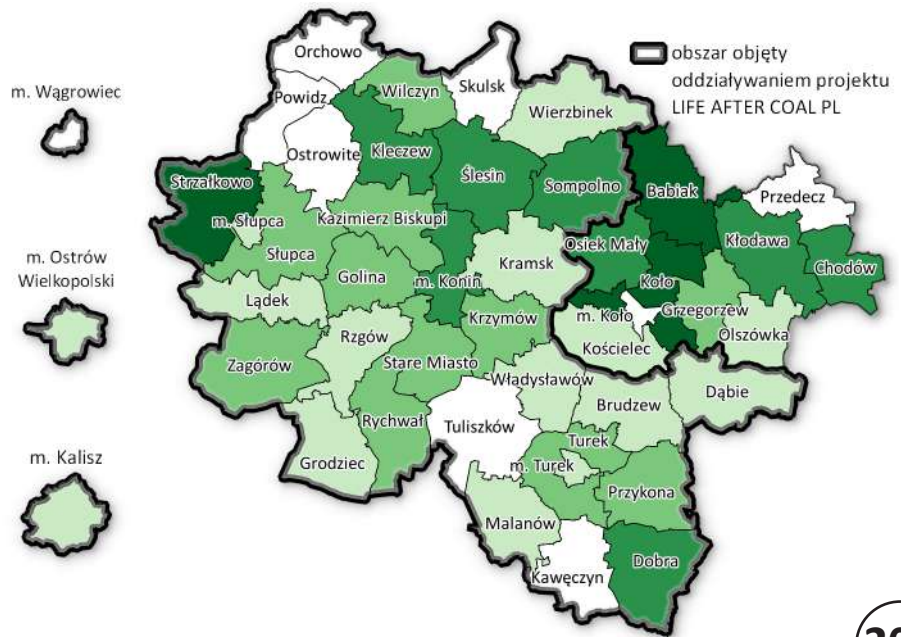 Orchowo
obszar objęty
oddziaływaniem projektu
LIFE AFTER COAL PL
m. Wągrowiec
Powidz
Wilczyn
Skulsk
Wierzbinek
Ostrowite
Kleczew
Ślesin
Sompolno
Babiak
Przedecz
Strzałkowo
m. Słupca
Kazimierz Biskupi
Osiek Mały
Kłodawa
Chodów
m. Ostrów
Wielkopolski
Słupca
Golina
m. Konin
Kramsk
Koło
Lądek
Krzymów
m. Koło
Grzegorzew
Olszówka
Rzgów
Kościelec
Zagórów
Stare Miasto
Władysławów
Dąbie
Rychwał
Tuliszków
Brudzew
m. Kalisz
Grodziec
Turek
m. Turek
Przykona
Malanów
Dobra
Kawęczyn